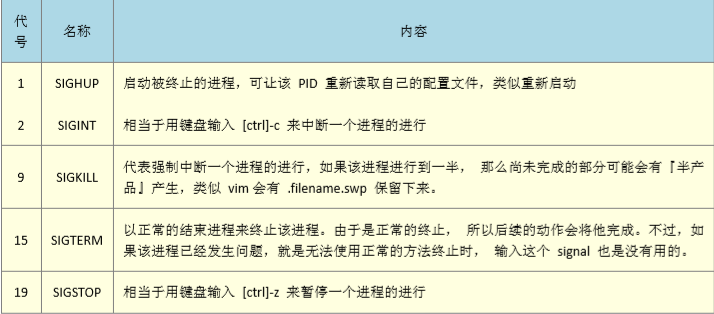 代号 名称 内容
1 SIGHUP 启动被终止的进程，可让该 PID 重新读取自己的配置文件，类似重新启动
2 SIGINT 相当于用键盘输入 [ctrl]-c 来中断一个进程的进行
9 SIGKILL 代表强制中断一个进程的进行，如果该进程进行到一半， 那么尚未完成的部分可能会有『半产
品』产生，类似 vim会有 .filename.swp 保留下来。
15 SIGTERM 以正常的结束进程来终止该进程。由于是正常的终止， 所以后续的动作会将他完成。不过，如
果该进程已经发生问题，就是无法使用正常的方法终止时， 输入这个 signal 也是没有用的。
19 SIGSTOP 相当于用键盘输入 [ctrl]-z 来暂停一个进程的进行